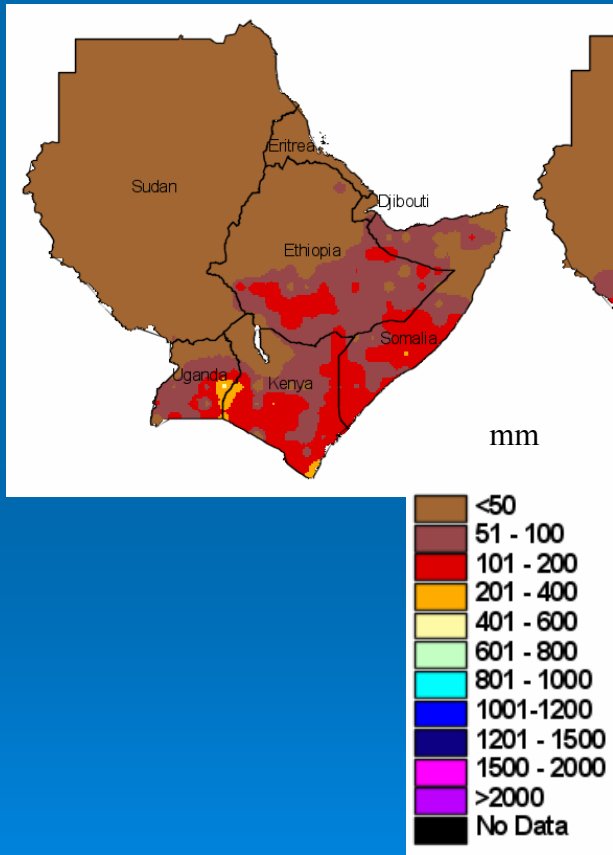 Eritrea
Sudan
Djibouti
Ethiopia
Somalia
Uganda
Kenya
mm
<50
51 - 100
101 - 200
201 - 400
401 - 600
601 - 800
801 - 1000
1001-1200
1201 - 1500
1500 - 2000
>2000
No Data